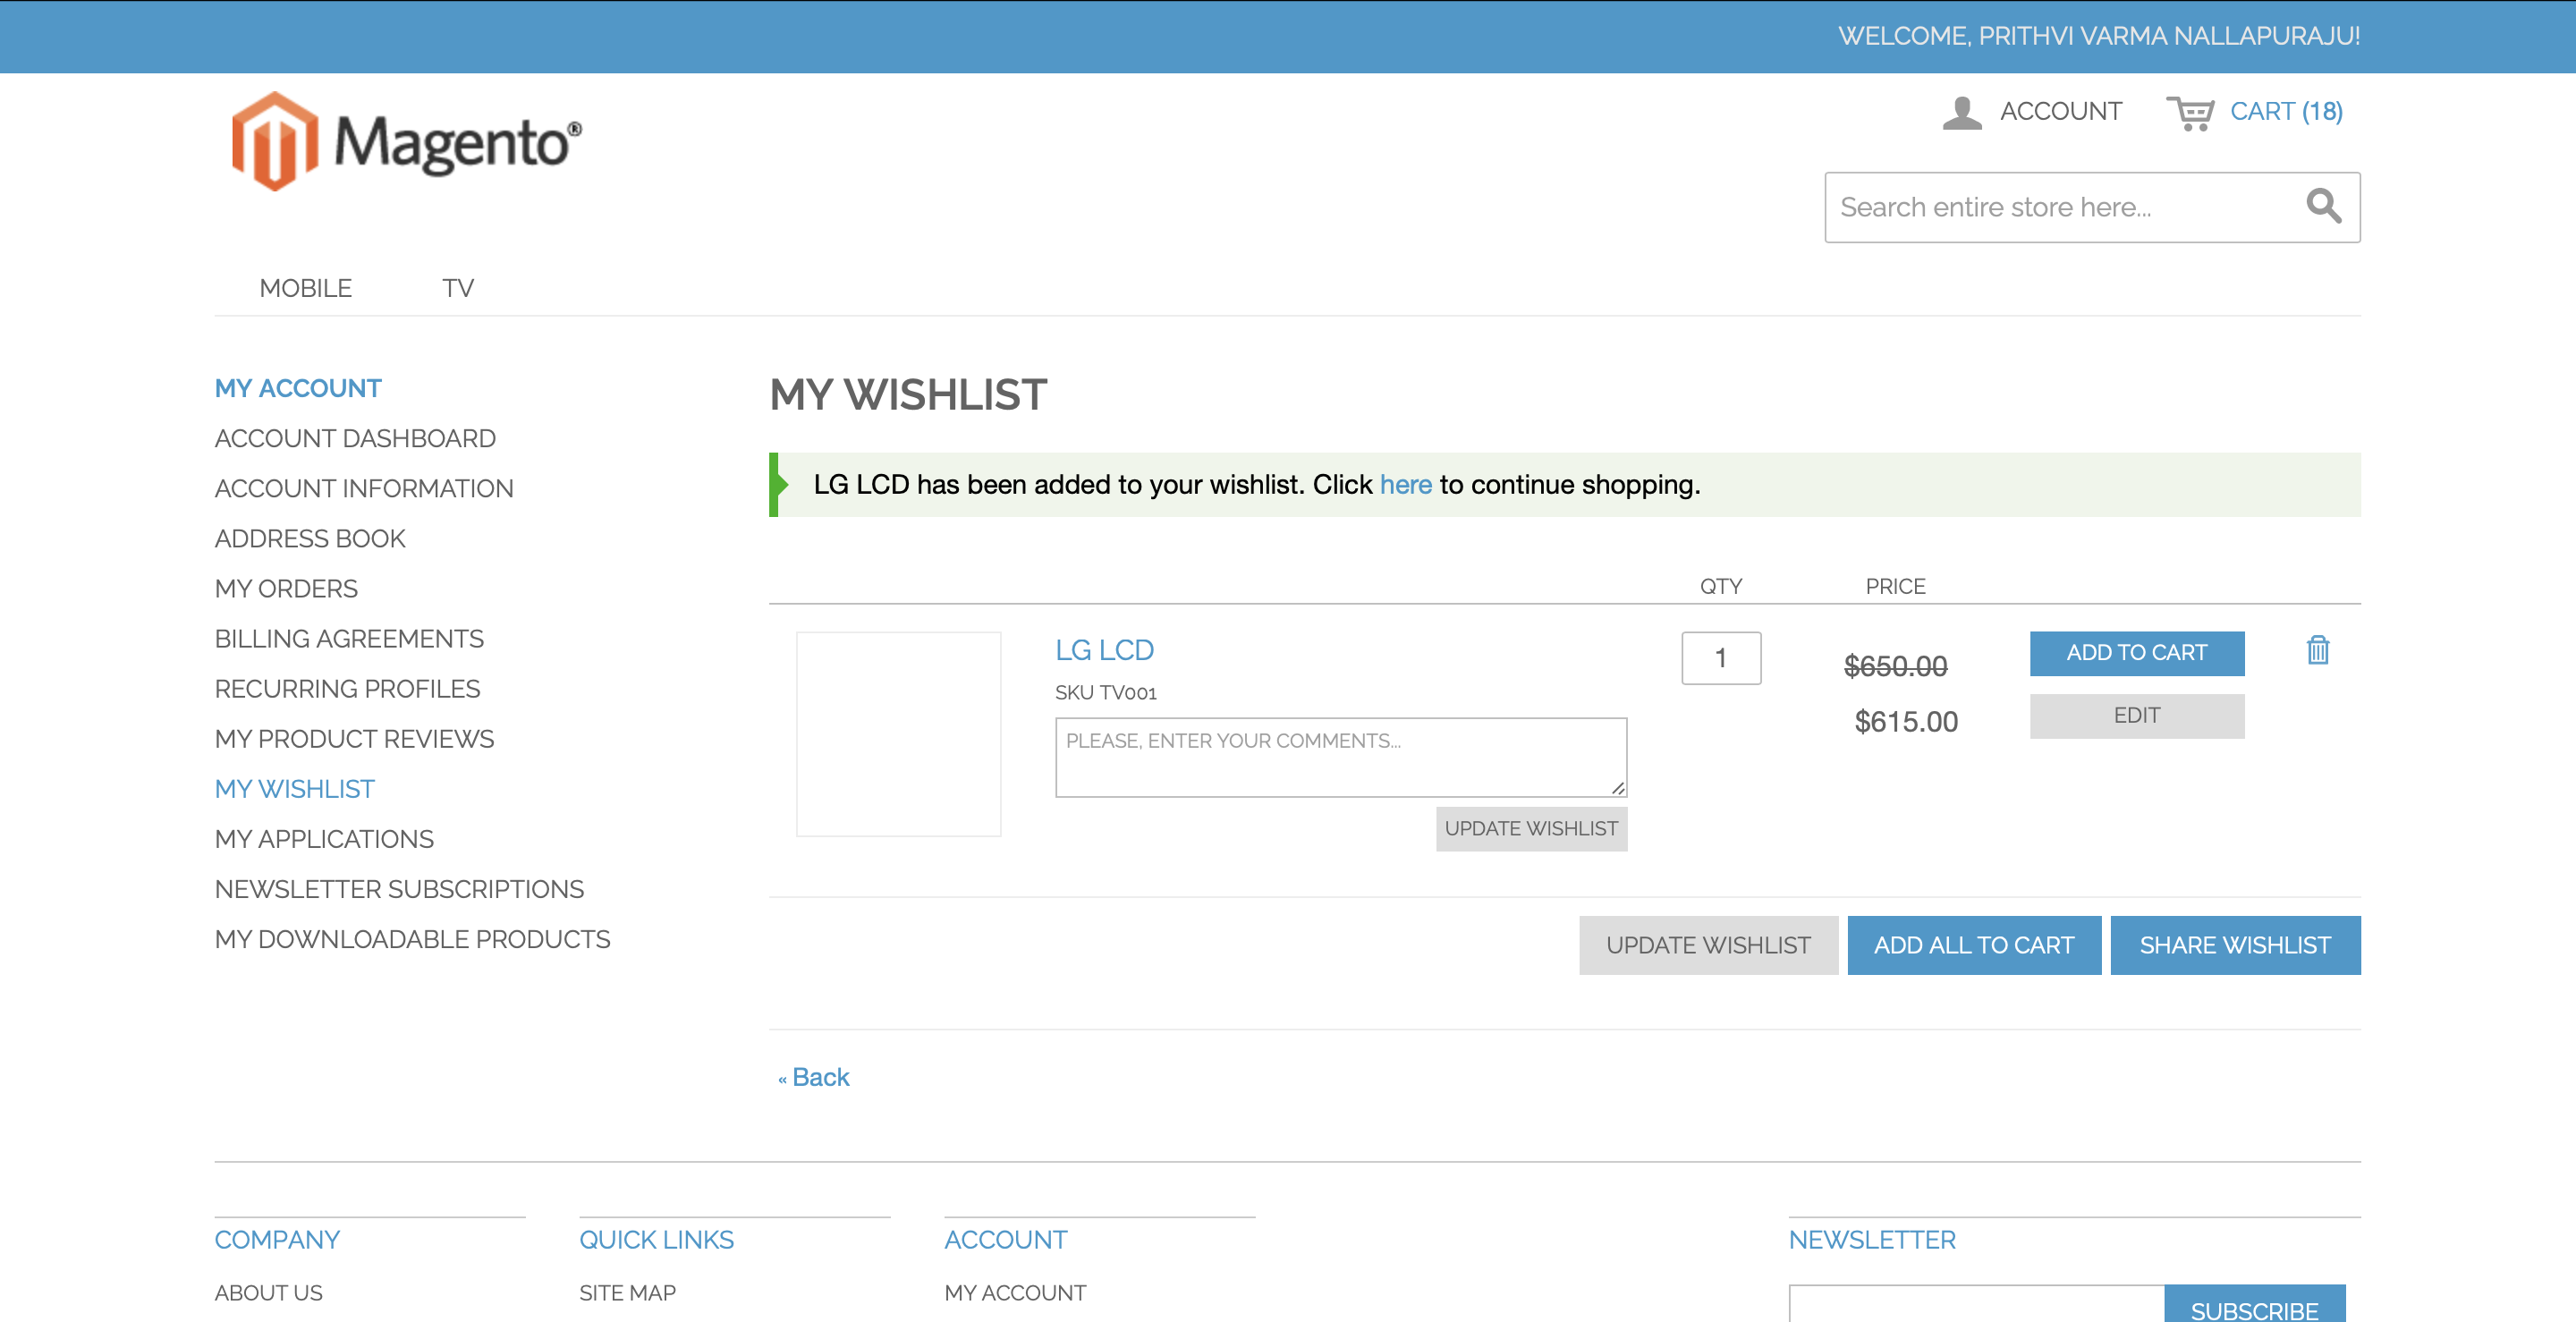 WELCOME, PRITHVI VARMA NALLAPURAJU!
Magento®
ACCOUNT
CART (18)
Search entire store here...
MOBILE
TV
MY ACCOUNT
ACCOUNT DASHBOARD
ACCOUNT INFORMATION
ADDRESS BOOK
MY ORDERS
BILLING AGREEMENTS
RECURRING PROFILES
MY PRODUCT REVIEWS
MY WISHLIST
MY APPLICATIONS
NEWSLETTER SUBSCRIPTIONS
MY DOWNLOADABLE PRODUCTS
MY WISHLIST
LG LCD has been added to your wishlist. Click here to continue shopping.
QTY
PRICE
LG LCD
SKU TV001
PLEASE, ENTER YOUR COMMENTS...
UPDATE WISHLIST
1
$650.00
$615.00
ADD TO CART
EDIT
UPDATE WISHLIST
ADD ALL TO CART
SHARE WISHLIST
« Back
COMPANY
ABOUT US
QUICK LINKS
SITE MAP
ACCOUNT
MY ACCOUNT
NEWSLETTER
SUBSCRIBE